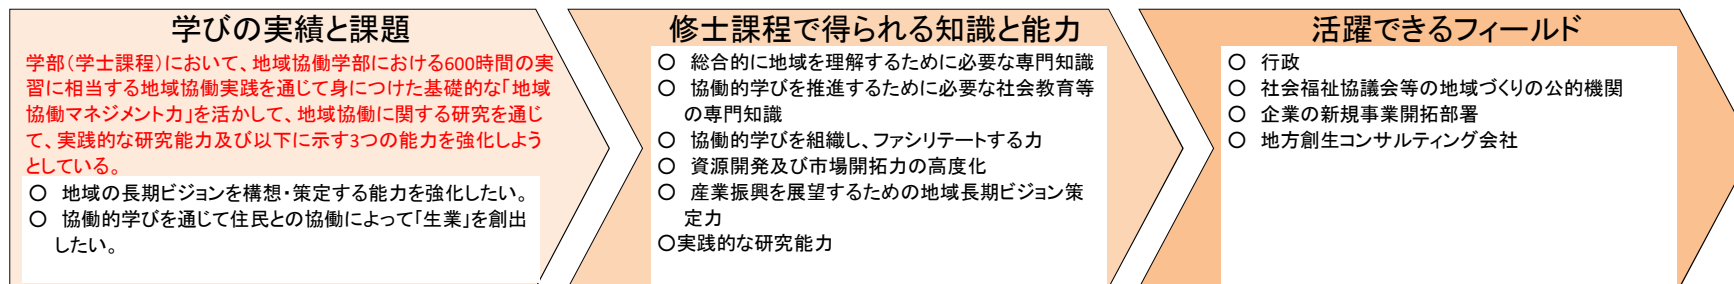 学びの実績と課題
学部(学士課程)において、地域協働学部における600時間の実
習に相当する地域協働実践を通じて身につけた基礎的な「地域
協働マネジメント力」を活かして、地域協働に関する研究を通じ
て、実践的な研究能力及び以下に示す3つの能力を強化しよう
としている。
○ 地域の長期ビジョンを構想・策定する能力を強化したい。
○ 協働的学びを通じて住民との協働によって「生業」を創出
したい。
修士課程で得られる知識と能力
○ 総合的に地域を理解するために必要な専門知識
○ 協働的学びを推進するために必要な社会教育等
の専門知識
○ 協働的学びを組織し、ファシリテートする力
○ 資源開発及び市場開拓力の高度化
○ 産業振興を展望するための地域長期ビジョン策
定力
○実践的な研究能力
活躍できるフィールド
○ 行政
○ 社会福祉協議会等の地域づくりの公的機関
○ 企業の新規事業開拓部署
○ 地方創生コンサルティング会社